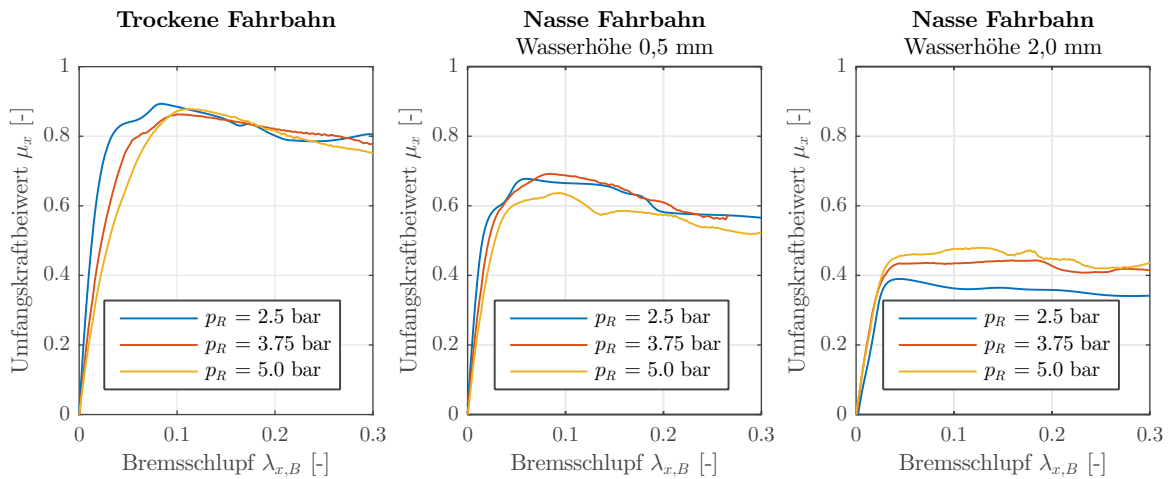 Trockene Fahrbahn
1
0.8
0.6
0.4
0.2
0
Umfangskraftbeiwert μx [-]
pR = 2.5 bar
pR = 3.75 bar
pR = 5.0 bar
0 0.1 0.2 0.3
Bremsschlupf λx,B [-]
Nasse Fahrbahn
Wasserhöhe 0,5 mm
1
0.8
0.6
0.4
0.2
0
Umfangskraftbeiwert μx [-]
pR = 2.5 bar
pR = 3.75 bar
pR = 5.0 bar
0 0.1 0.2 0.3
Bremsschlupf λx,B [-]
Nasse Fahrbahn
Wasserhöhe 2,0 mm
1
0.8
0.6
0.4
0.2
0
Umfangskraftbeiwert μx [-]
pR = 2.5 bar
pR = 3.75 bar
pR = 5.0 bar
0 0.1 0.2 0.3
Bremsschlupf λx,B [-]